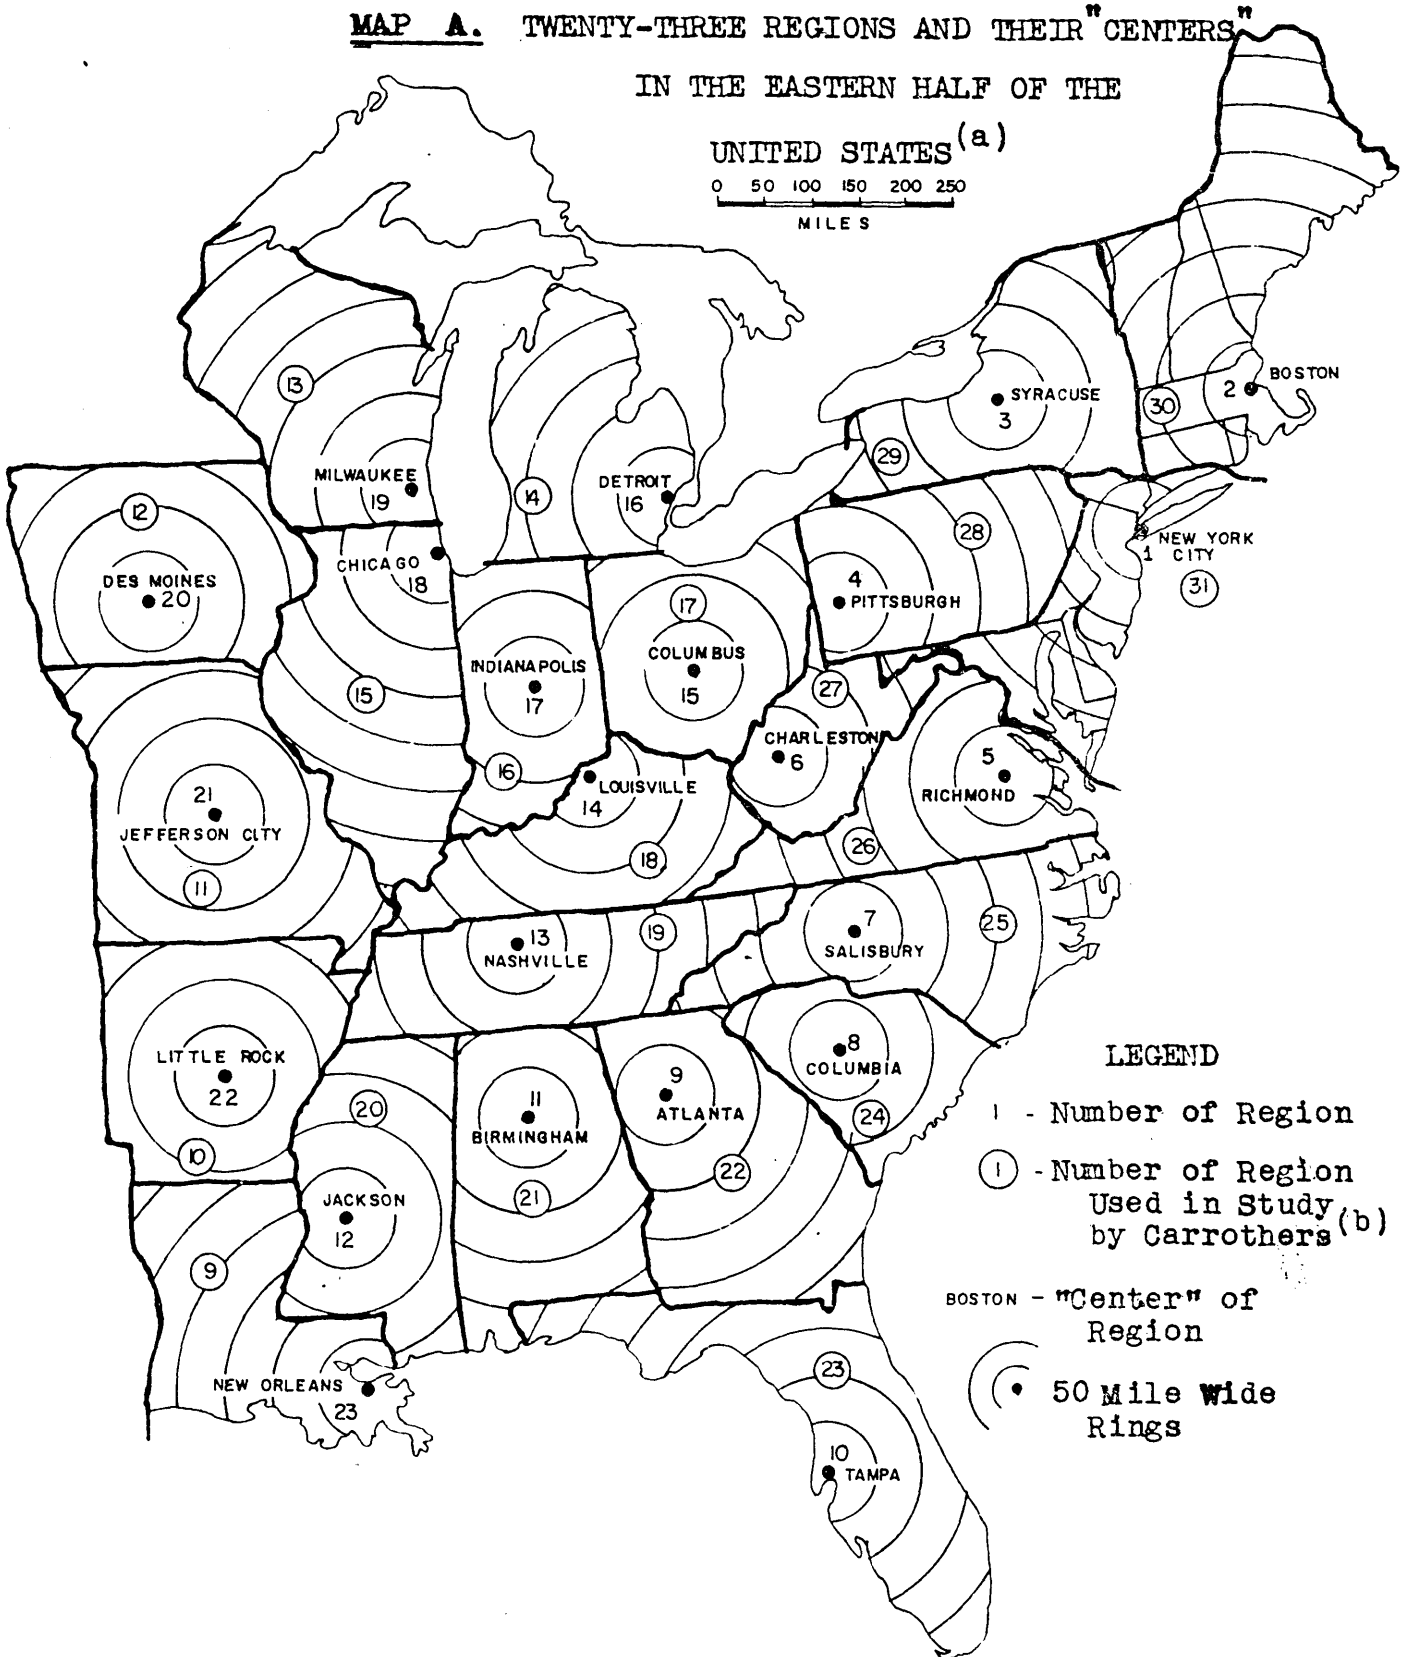 MAP A. TWENTY-THREE REGIONS AND THEIR "CENTERS"
IN THE EASTERN HALF OF THE
UNITED STATES (a)
0 50 100 150 200 250
MILES
13
MILWAUKEE
19
14
DETROIT
16
29
SYRACUSE
3
30
2
BOSTON
12
DES MOINES
20
CHICAGO
18
15
INDIANAPOLIS
17
16
17
COLUMBUS
15
4
PITTSBURGH
28
1
NEW YORK
CITY
31
27
CHARLESTON
6
5
RICHMOND
26
21
JEFFERSON CITY
11
LOUISVILLE
14
18
13
NASHVILLE
19
7
SALISBURY
25
8
COLUMBIA
24
LITTLE ROCK
22
10
20
JACKSON
12
11
BIRMINGHAM
21
9
ATLANTA
22
9
NEW ORLEANS
23
23
10
TAMPA
LEGEND
1 - Number of Region
1 - Number of Region
Used in Study
by Carrothers (b)
BOSTON - "Center" of
Region
50 Mile Wide
Rings